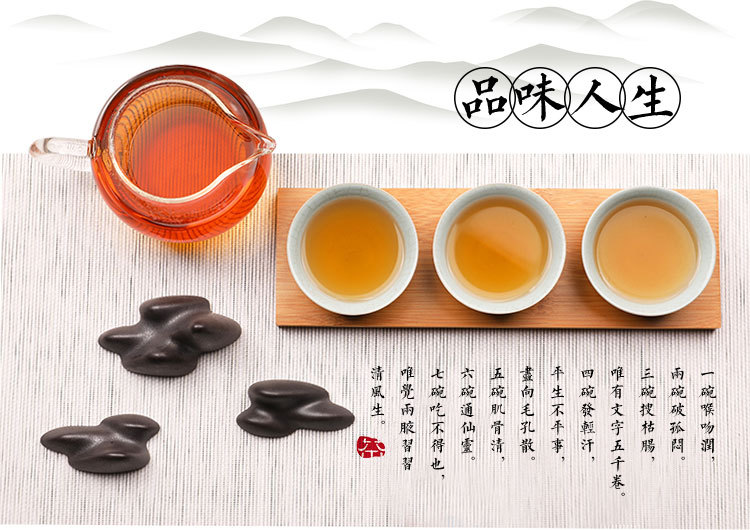 品味人生
一碗喉吻潤，
兩碗破孤悶。
三碗搜枯腸，
唯有文字五千卷。
四碗發輕汗，
平生不平事，
盡向毛孔散。
五碗肌骨清，
六碗通仙靈。
七碗吃不得也，
唯覺兩腋習習
清風生。